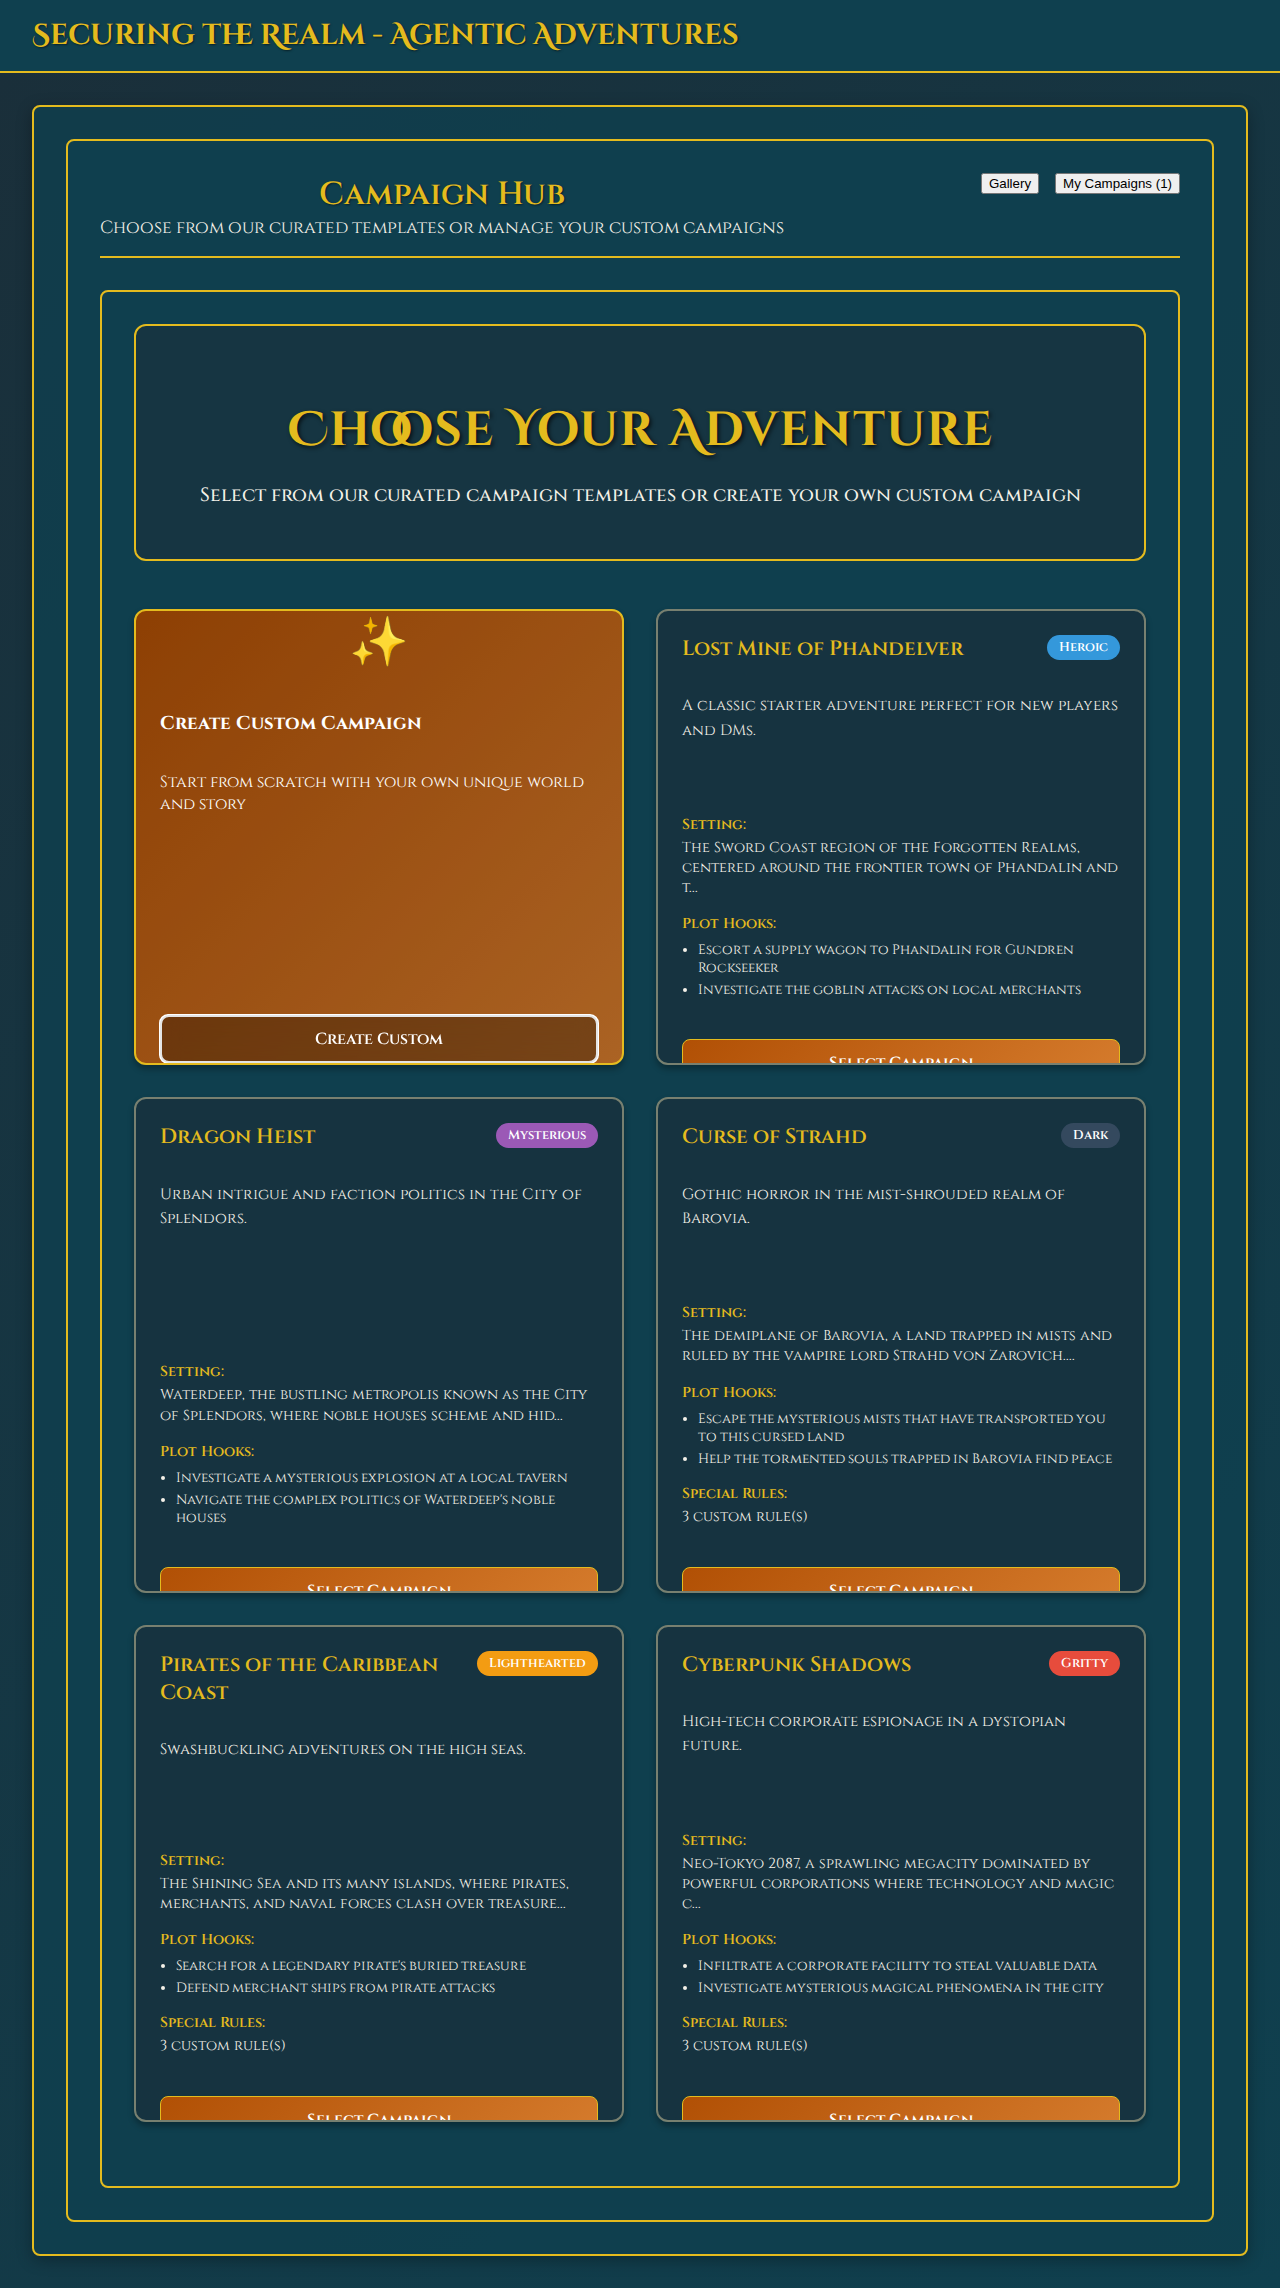 Securing the Realm - Agentic Adventures
Campaign Hub
Gallery
My Campaigns (1)
Choose from our curated templates or manage your custom campaigns
Choose Your Adventure
Select from our curated campaign templates or create your own custom campaign
✨
Create Custom Campaign
Start from scratch with your own unique world
and story
Create Custom
Lost Mine of Phandelver
Heroic
A classic starter adventure perfect for new players
and DMs.
Setting:
The Sword Coast region of the Forgotten Realms,
centered around the frontier town of Phandalin and
t...
Plot Hooks:
• Escort a supply wagon to Phandalin for Gundren
Rockseeker
• Investigate the goblin attacks on local merchants
Select Campaign
Dragon Heist
Mysterious
Urban intrigue and faction politics in the City of
Splendors.
Setting:
Waterdeep, the bustling metropolis known as the City
of Splendors, where noble houses scheme and hid...
Plot Hooks:
• Investigate a mysterious explosion at a local tavern
• Navigate the complex politics of Waterdeep's noble
houses
Select Campaign
Curse of Strahd
Dark
Gothic horror in the mist-shrouded realm of
Barovia.
Setting:
The demiplane of Barovia, a land trapped in mists and
ruled by the vampire lord Strahd von Zarovich....
Plot Hooks:
• Escape the mysterious mists that have transported you
to this cursed land
• Help the tormented souls trapped in Barovia find peace
Special Rules:
3 custom rule(s)
Select Campaign
Pirates of the Caribbean
Coast
Lighthearted
Swashbuckling adventures on the high seas.
Setting:
The Shining Sea and its many islands, where pirates,
merchants, and naval forces clash over treasure...
Plot Hooks:
• Search for a legendary pirate's buried treasure
• Defend merchant ships from pirate attacks
Special Rules:
3 custom rule(s)
Select Campaign
Cyberpunk Shadows
Gritty
High-tech corporate espionage in a dystopian
future.
Setting:
Neo-Tokyo 2087, a sprawling megacity dominated by
powerful corporations where technology and magic
c...
Plot Hooks:
• Infiltrate a corporate facility to steal valuable data
• Investigate mysterious magical phenomena in the city
Special Rules:
3 custom rule(s)
Select Campaign